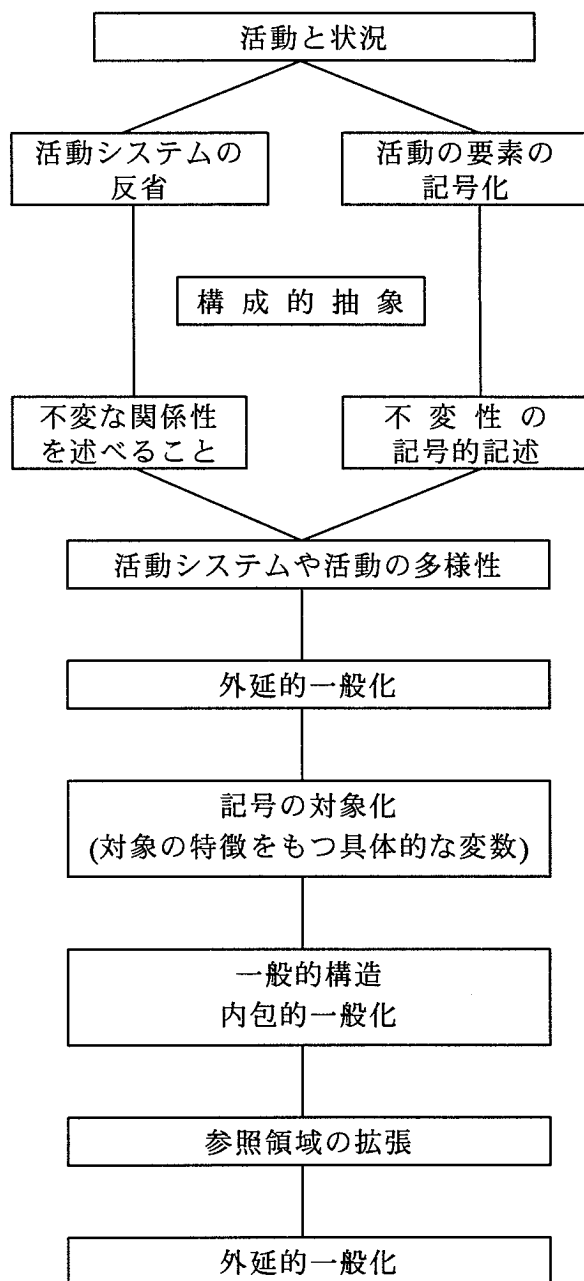 活動と状況
活動システムの
反省
活動の要素の
記号化
構成的抽象
不変な関係性
を述べること
不変性の
記号的記述
活動システムや活動の多様性
外延的一般化
記号の対象化
(対象の特徴をもつ具体的な変数)
一般的構造
内包的一般化
参照領域の拡張
外延的一般化